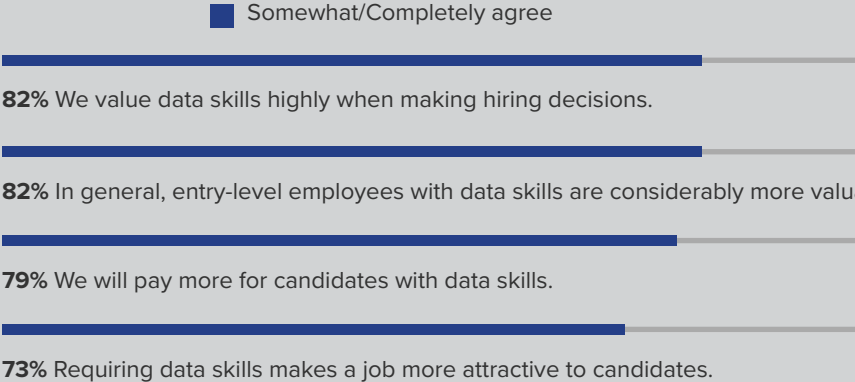 Somewhat/Completely agree
82% We value data skills highly when making hiring decisions.
82% In general, entry-level employees with data skills are considerably more
79% We will pay more for candidates with data skills.
73% Requiring data skills makes a job more attractive to candidates.